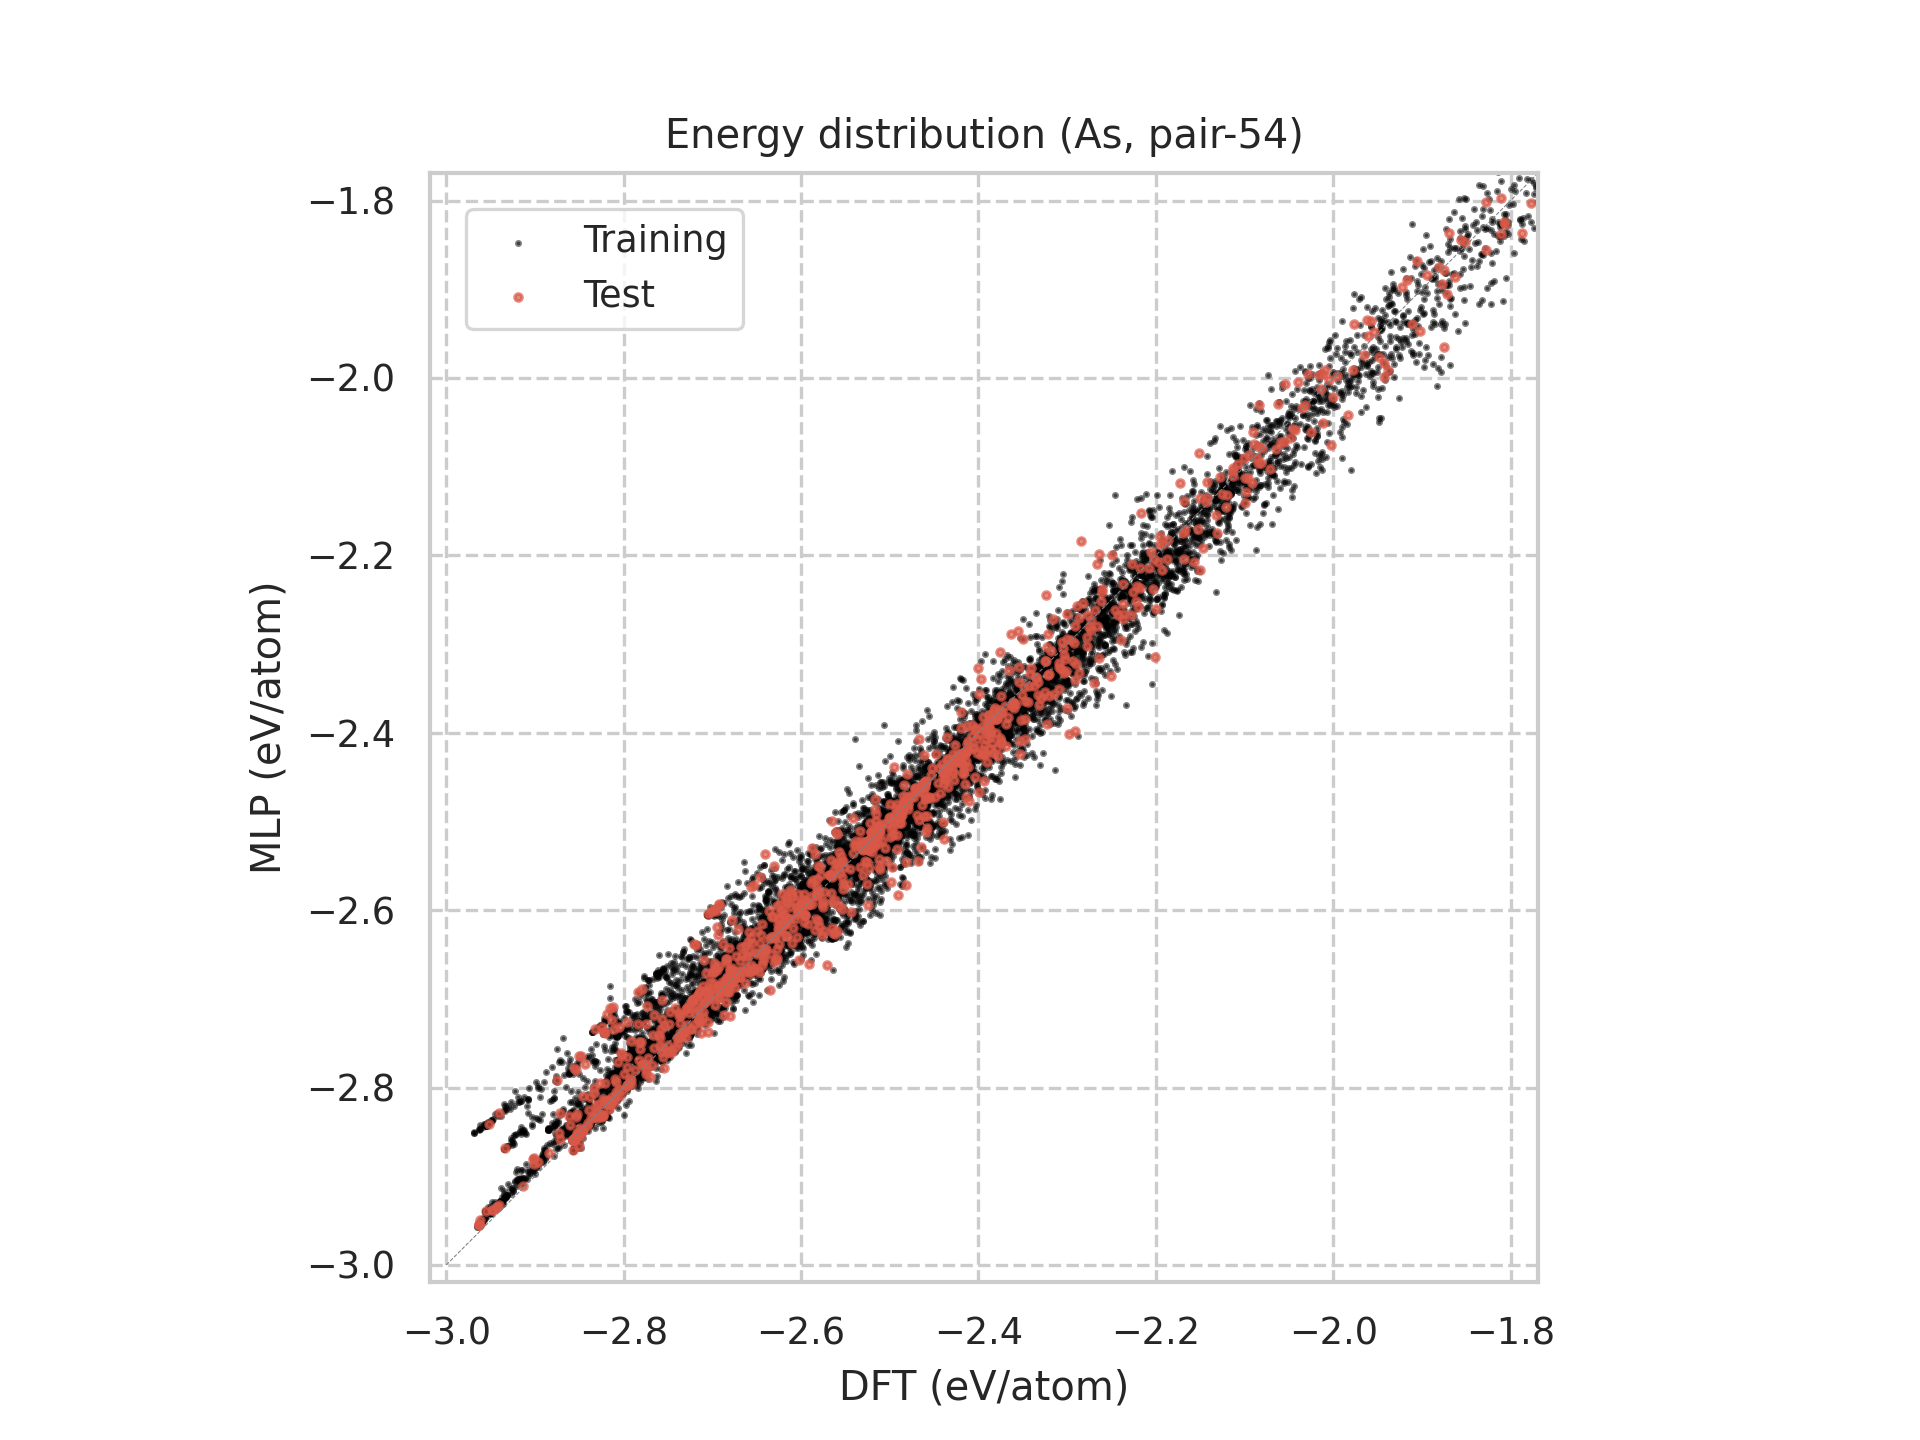 Energy distribution (As, pair-54)
Training
Test
MLP (eV/atom)
−1.8
−2.0
−2.2
−2.4
−2.6
−2.8
−3.0
−3.0 −2.8 −2.6 −2.4 −2.2 −2.0 −1.8
DFT (eV/atom)